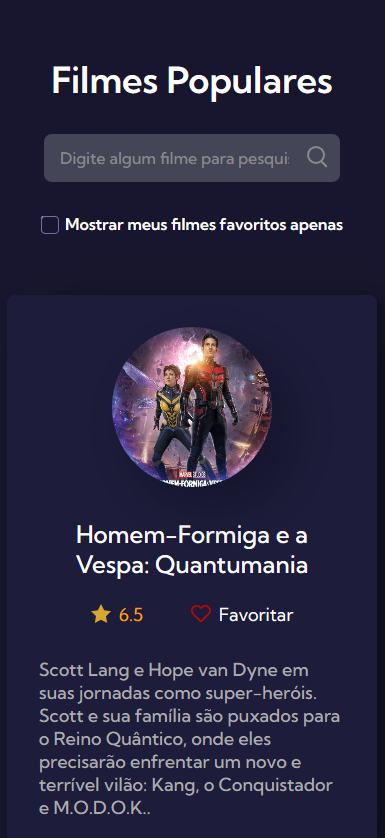 Filmes Populares
Digite algum filme para pesqui
Mostrar meus filmes favoritos apenas
MARVEL STUDIOS
HOMEM-FORMIGA E A VESPA
Homem-Formiga e a
Vespa: Quantumania
6.5
Favoritar
Scott Lang e Hope van Dyne em
suas jornadas como super-heróis.
Scott e sua família são puxados para
o Reino Quântico, onde eles
precisarão enfrentar um novo e
terrível vilão: Kang, o Conquistador
e M.O.D.O.K..